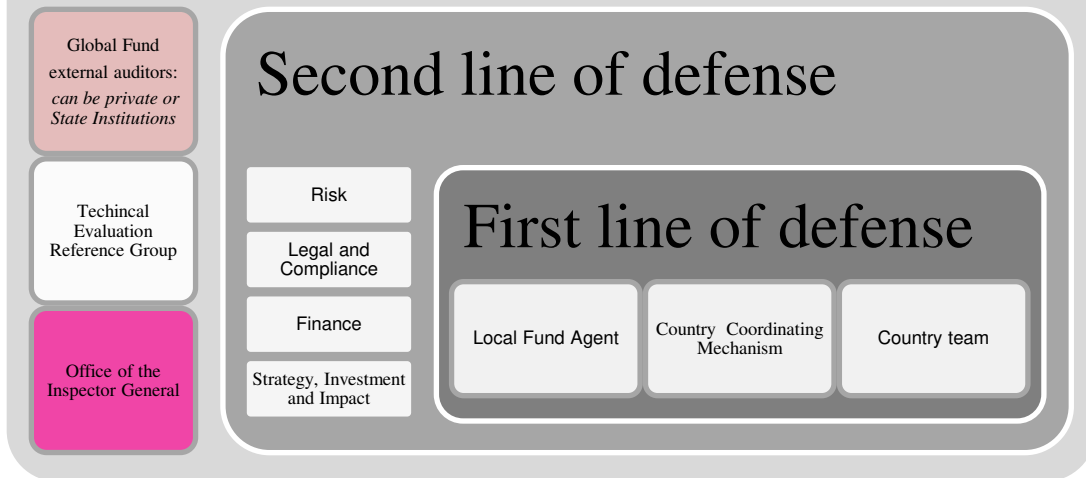 Global Fund
external auditors:
can be private or
State Institutions
Techincal
Evaluation
Reference Group
Office of the
Inspector General
Second line of defense
Risk
Legal and
Compliance
Finance
Strategy, Investment
and Impact
First line of defense
Local Fund Agent
Country Coordinating
Mechanism
Country team